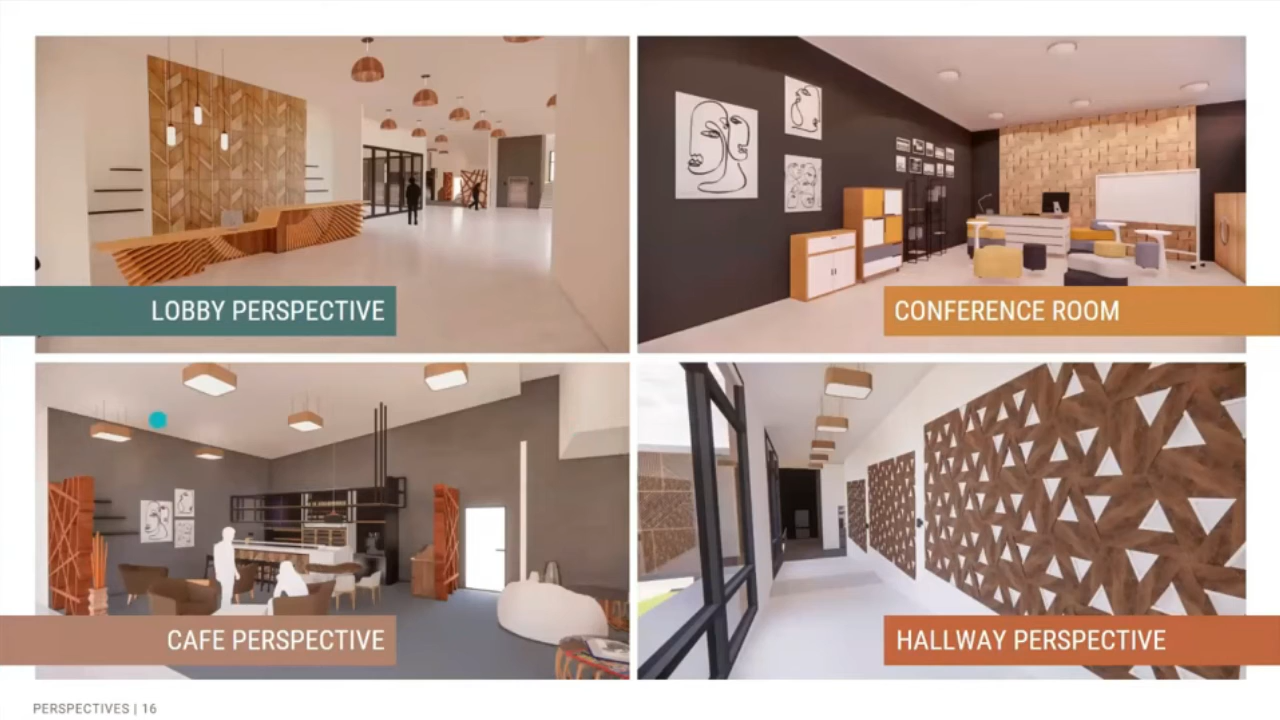 LOBBY PERSPECTIVE
CONFERENCE ROOM
CAFE PERSPECTIVE
HALLWAY PERSPECTIVE
PERSPECTIVES | 16